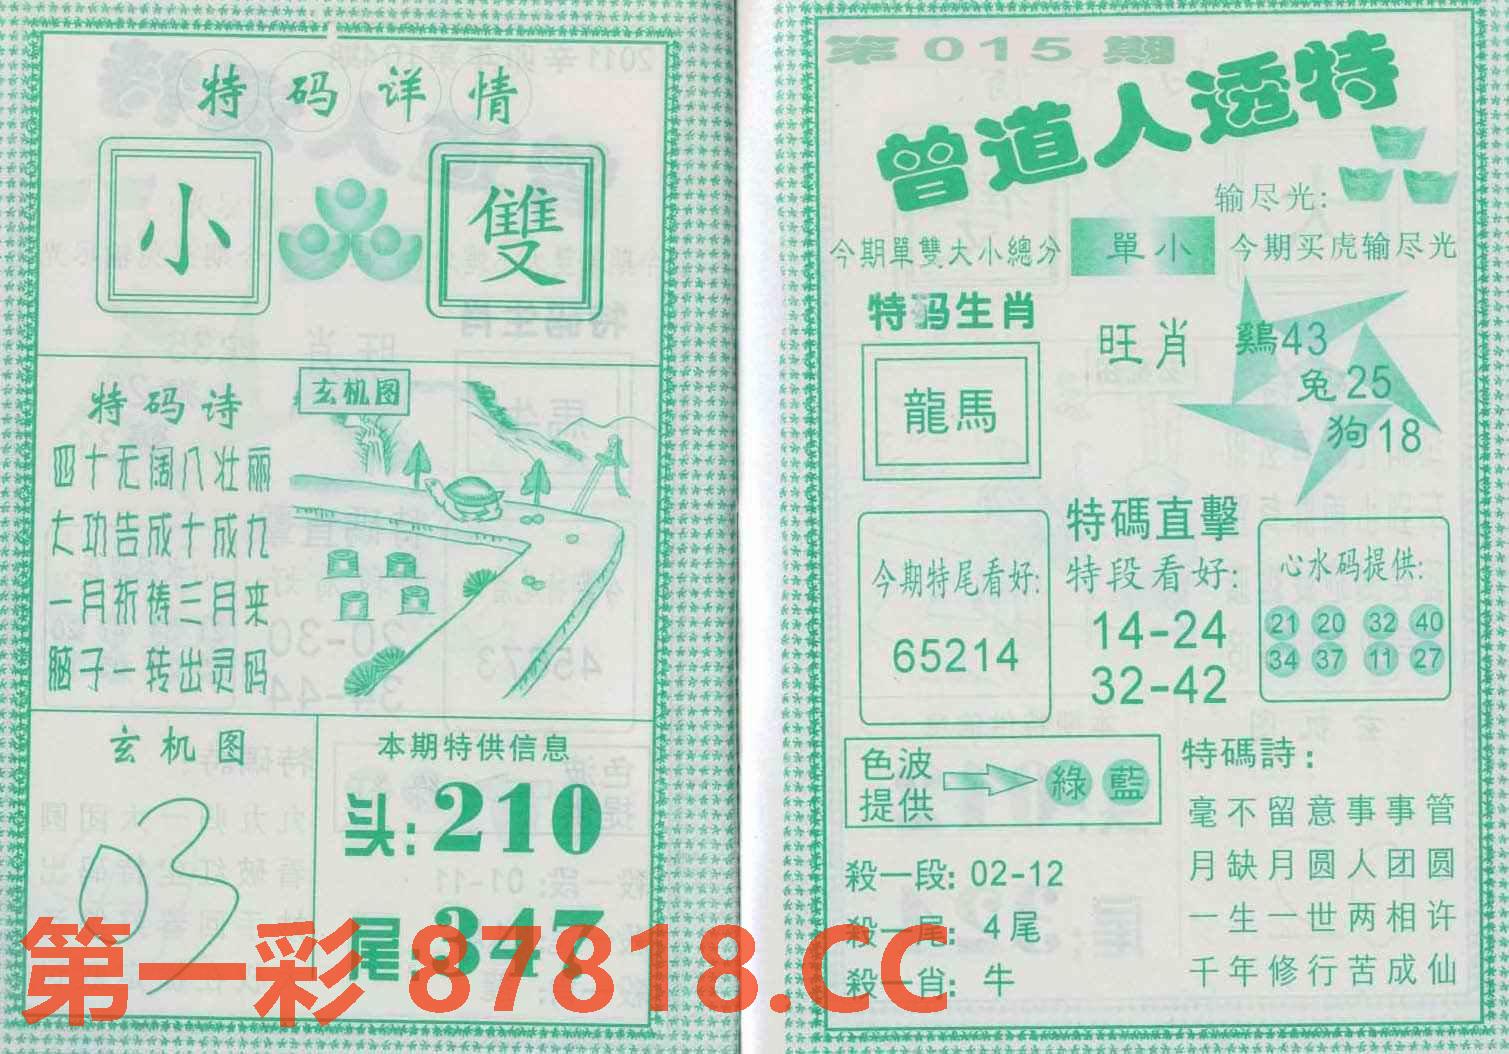 特码详情
小
雙
特码诗
四十无阔八壮丽
大功告成十成九
一月祈祷三月来
脑子一转出灵码
玄机图
玄机图
03
本期特供信息
头:210
尾:347
第015期
曾道人透特
输尽光:
今期單雙大小總分 單小 今期买虎输尽光
特码生肖
龍馬
旺肖
鷄43
兔25
狗18
今期特尾看好:
65214
特碼直擊
特段看好:
14-24
32-42
心水码提供:
21 20 32 40
34 37 11 27
色波
提供
綠 藍
殺一段: 02-12
殺一尾: 4尾
殺一肖: 牛
特碼詩:
毫不留意事事管
月缺月圆人团圆
一生一世两相许
千年修行苦成仙
第一彩 87818.CC